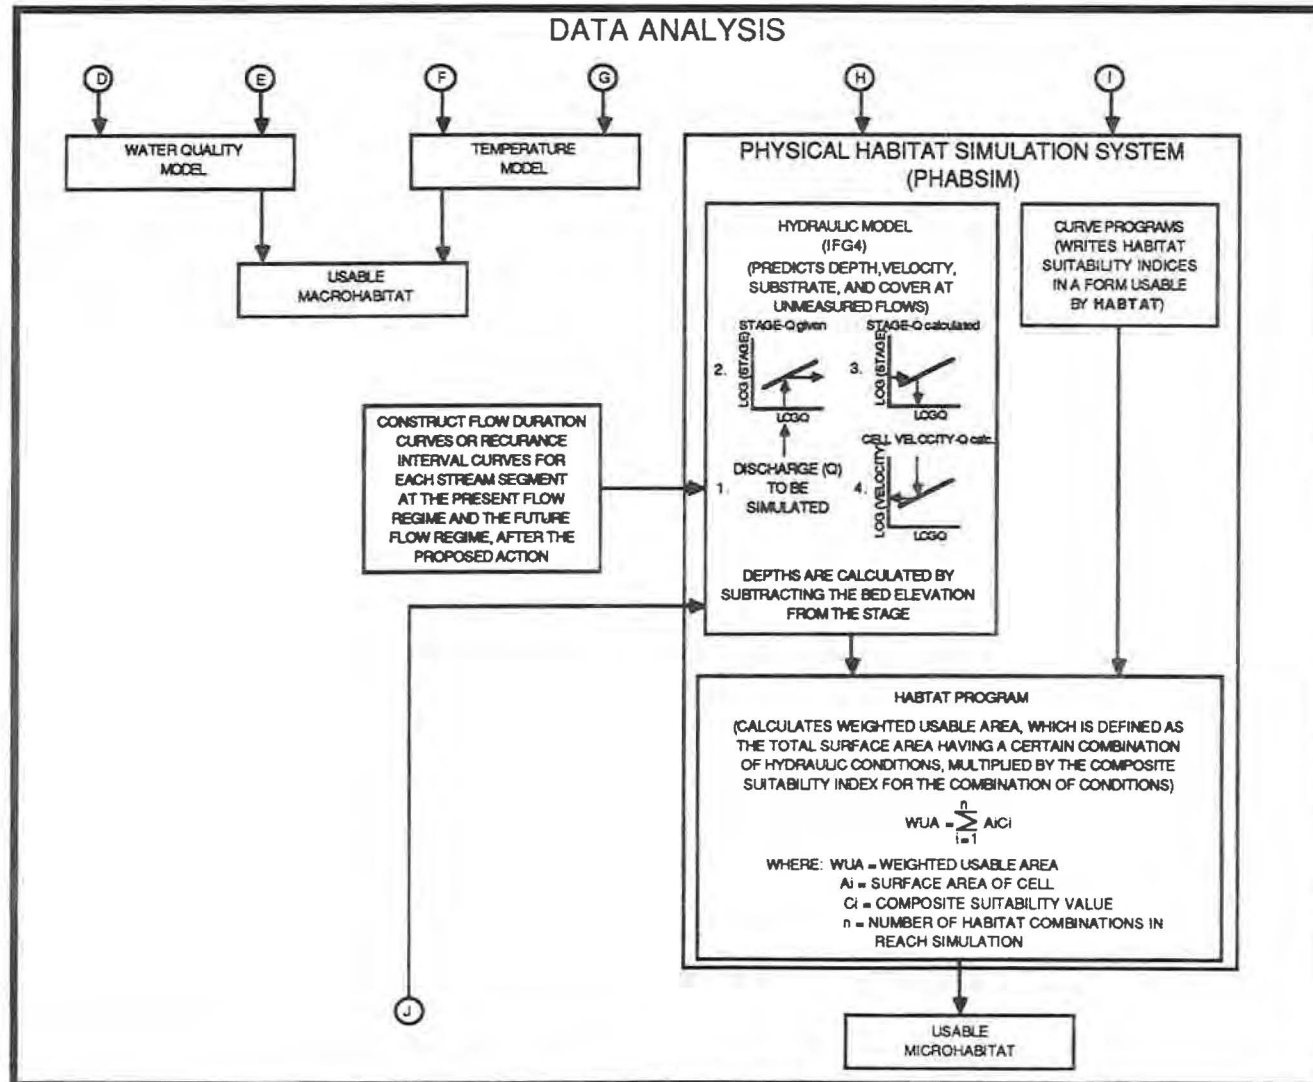 DATA ANALYSIS
D
E
F
G
H
I
WATER QUALITY
MODEL
TEMPERATURE
MODEL
USABLE
MACROHABITAT
PHYSICAL HABITAT SIMULATION SYSTEM
(PHABSIM)
HYDRAULIC MODEL
(IFG4)
(PREDICTS DEPTH, VELOCITY,
SUBSTRATE, AND COVER AT
UNMEASURED FLOWS)
STAGE-Q given
2.
LOG (STAGE)
LOGQ
STAGE-Q calculated
3.
LOG (STAGE)
LOGQ
1.
DISCHARGE (Q)
TO BE
SIMULATED
CELL VELOCITY-Q calc.
4.
LOG (VELOCITY)
LOGQ
DEPTHS ARE CALCULATED BY
SUBTRACTING THE BED ELEVATION
FROM THE STAGE
CURVE PROGRAMS
(WRITES HABITAT
SUITABILITY INDICES
IN A FORM USABLE
BY HABTAT)
CONSTRUCT FLOW DURATION
CURVES OR RECURANCE
INTERVAL CURVES FOR
EACH STREAM SEGMENT
AT THE PRESENT FLOW
REGIME AND THE FUTURE
FLOW REGIME, AFTER THE
PROPOSED ACTION
HABTAT PROGRAM
(CALCULATES WEIGHTED USABLE AREA, WHICH IS DEFINED AS
THE TOTAL SURFACE AREA HAVING A CERTAIN COMBINATION
OF HYDRAULIC CONDITIONS, MULTIPLIED BY THE COMPOSITE
SUITABILITY INDEX FOR THE COMBINATION OF CONDITIONS)
n
WUA = ∑ AiCi
i = 1
WHERE: WUA = WEIGHTED USABLE AREA
Ai = SURFACE AREA OF CELL
Ci = COMPOSITE SUITABILITY VALUE
n = NUMBER OF HABITAT COMBINATIONS IN
REACH SIMULATION
J
USABLE
MICROHABITAT